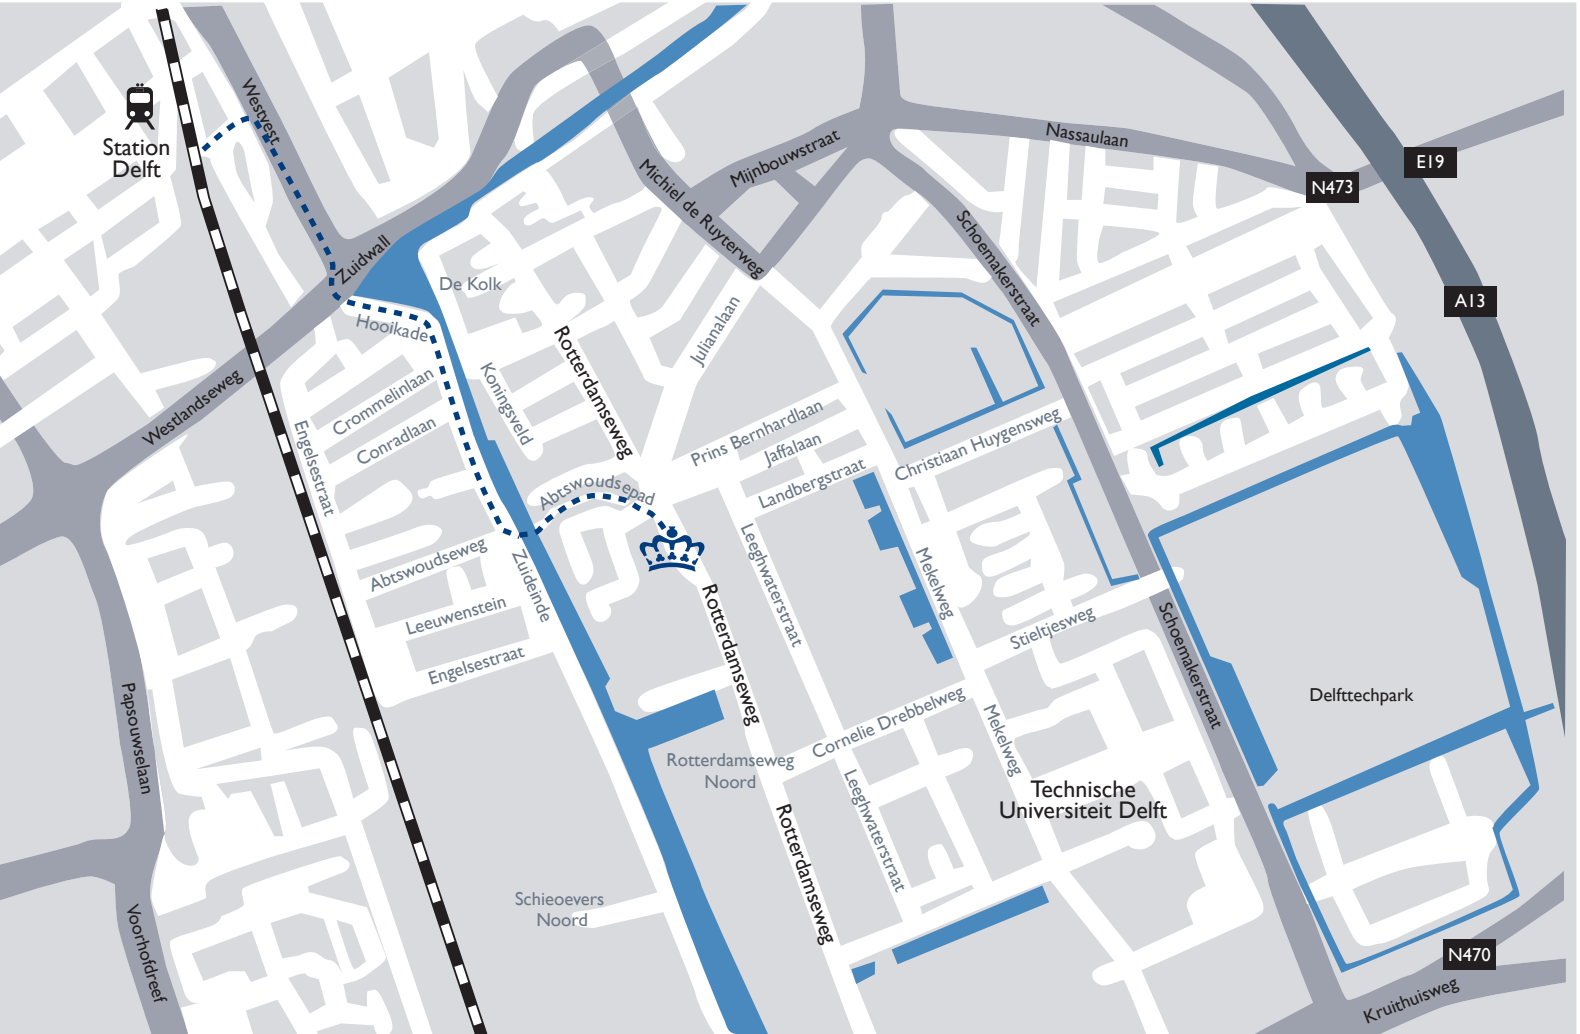 Westvest
Station
Delft
Zuidwall
Hooikade
De Kolk
Michiel de Ruyterweg
Mijnbouwstraat
Nassaulaan
N473
E19
A13
Schoemakerstraat
Julianalaan
Rotterdamseweg
Koningsveld
Westlandseweg
Crommelinlaan
Conradlaan
Engelsestraat
Prins Bernhardlaan
Jaffalaan
Landbergstraat
Christiaan Huygensweg
Abtswoudsepad
Abtswoudseweg
Zuideinde
Leeuwenstein
Engelsestraat
Rotterdamseweg
Leeghwaterstraat
Mekelweg
Stieltjesweg
Schoemakerstraat
Delfttechpark
Papsouwselaan
Cornelie Drebbelweg
Mekelweg
Rotterdamseweg
Noord
Leeghwaterstraat
Technische
Universiteit Delft
Rotterdamseweg
Schieoevers
Noord
Voorhofdreef
N470
Kruithuisweg